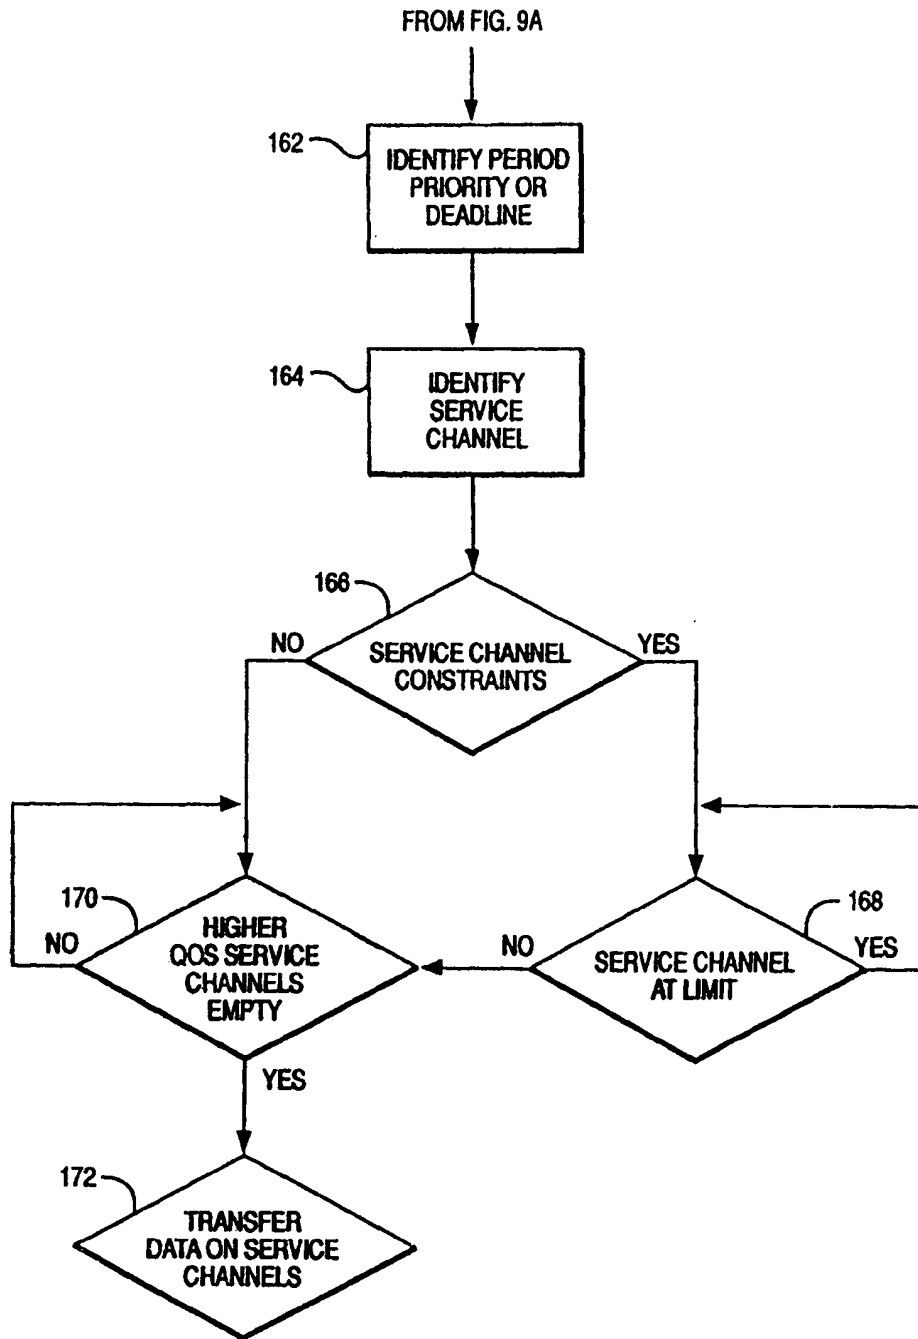 FROM FIG. 9A
162
IDENTIFY PERIOD
PRIORITY OR
DEADLINE
164
IDENTIFY
SERVICE
CHANNEL
166
NO
YES
SERVICE CHANNEL
CONSTRAINTS
170
NO
HIGHER
QOS SERVICE
CHANNELS
EMPTY
YES
168
NO
YES
SERVICE CHANNEL
AT LIMIT
172
TRANSFER
DATA ON SERVICE
CHANNELS